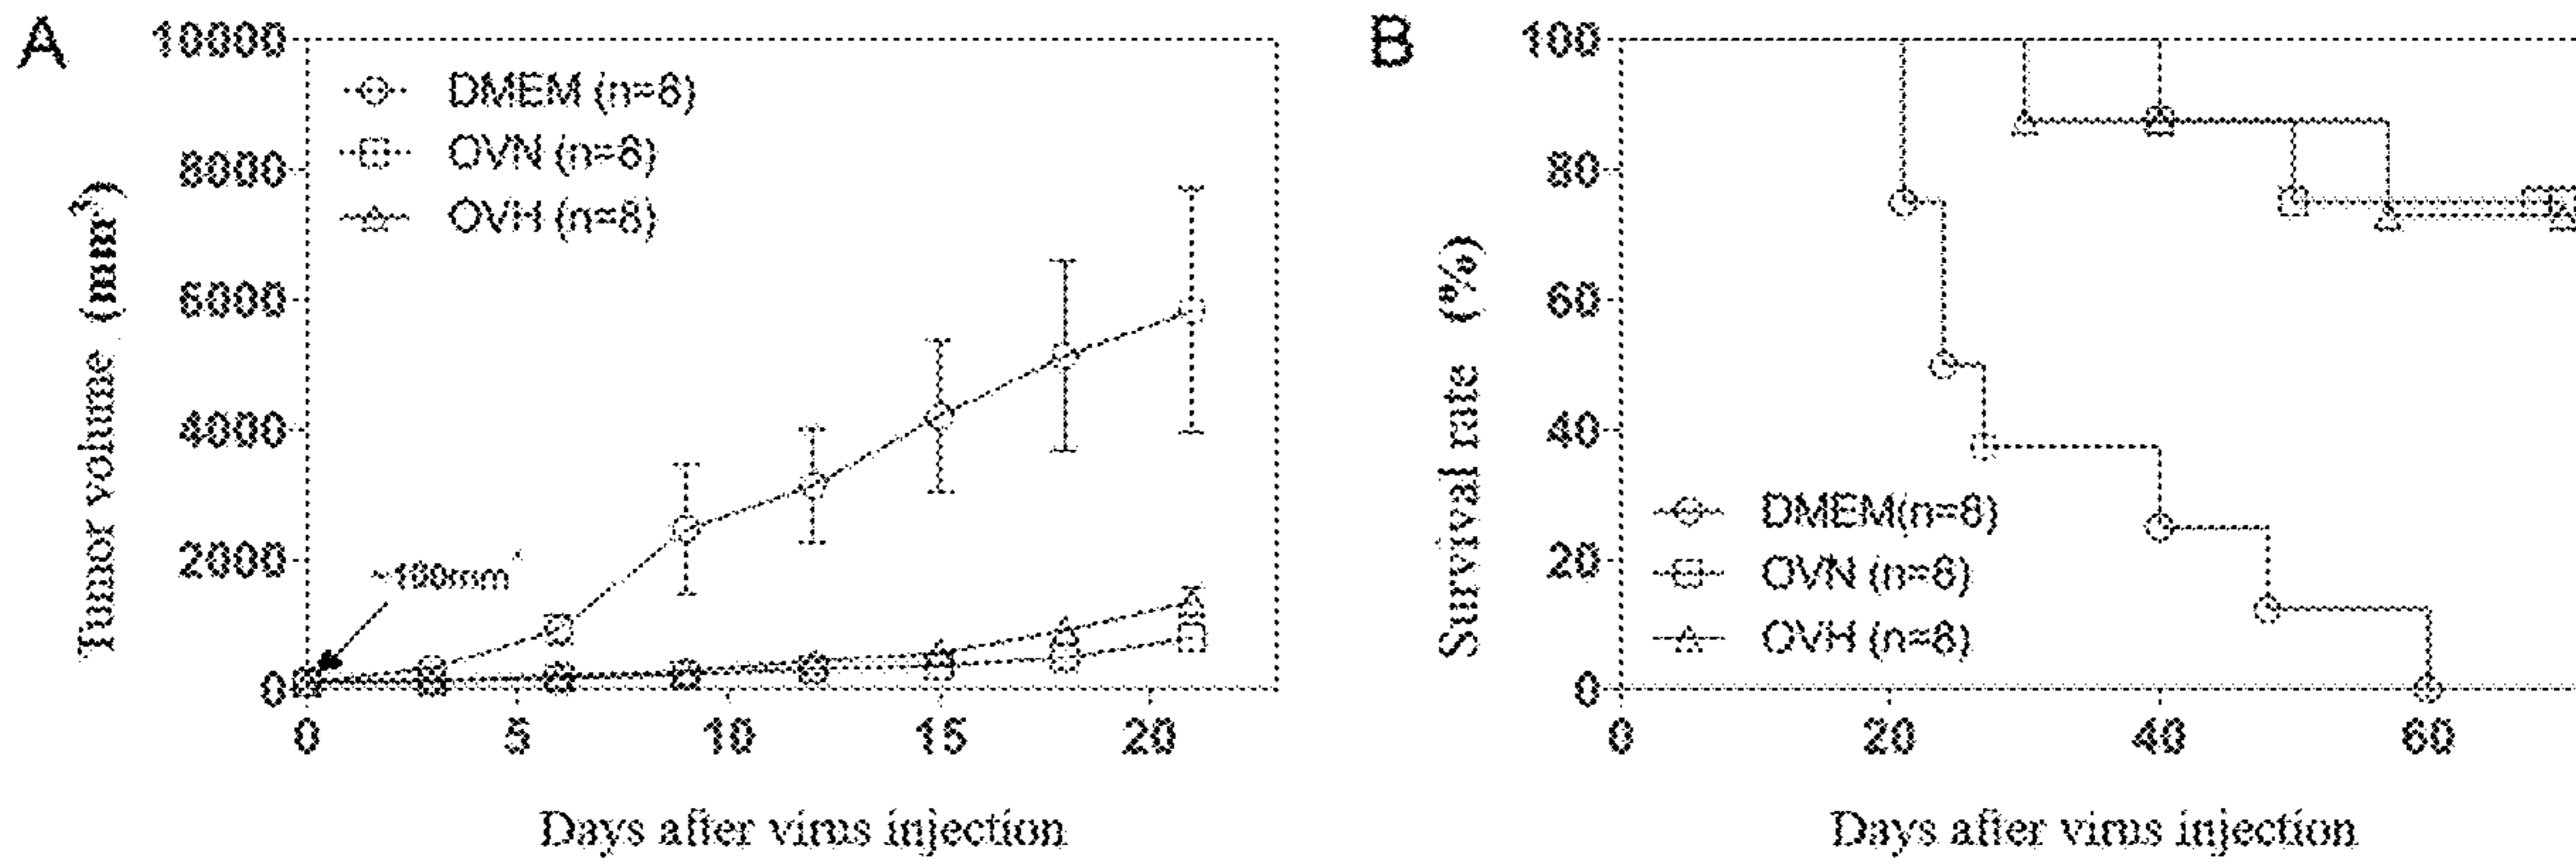 A
10000
8000
6000
4000
2000
0
Tumor volume (mm³)
DMEM (n=8)
OVN (n=8)
OVH (n=8)
~100mm
0 5 10 15 20
Days after virus injection
B
100
80
60
40
20
0
Survival rate (%)
DMEM(n=8)
OVN (n=8)
OVH (n=8)
0 20 40 60
Days after virus injection